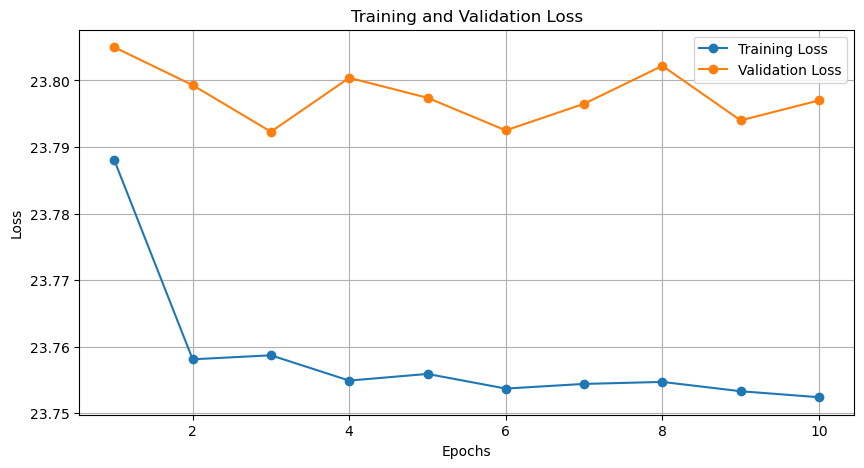 Training and Validation Loss
Training Loss
Validation Loss
23.80
23.79
23.78
23.77
23.76
23.75
Loss
2
4
6
8
10
Epochs